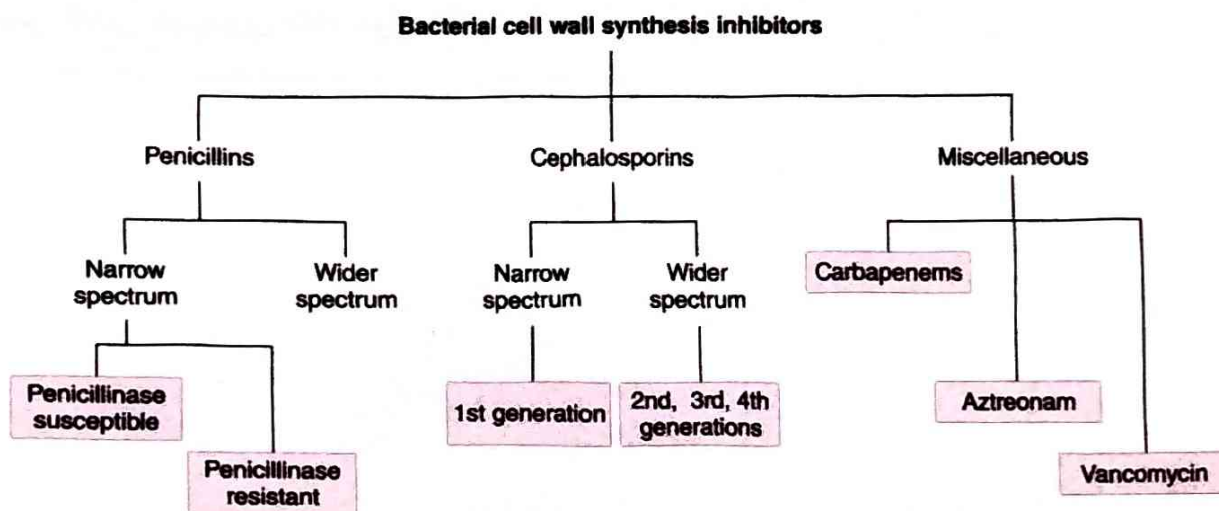 Bacterial cell wall synthesis inhibitors
Penicillins
Cephalosporins
Miscellaneous
Narrow
spectrum
Wider
spectrum
Narrow
spectrum
Wider
spectrum
Carbapenems
Penicillinase
susceptible
Penicillinase
resistant
1st generation
2nd, 3rd, 4th
generations
Aztreonam
Vancomycin